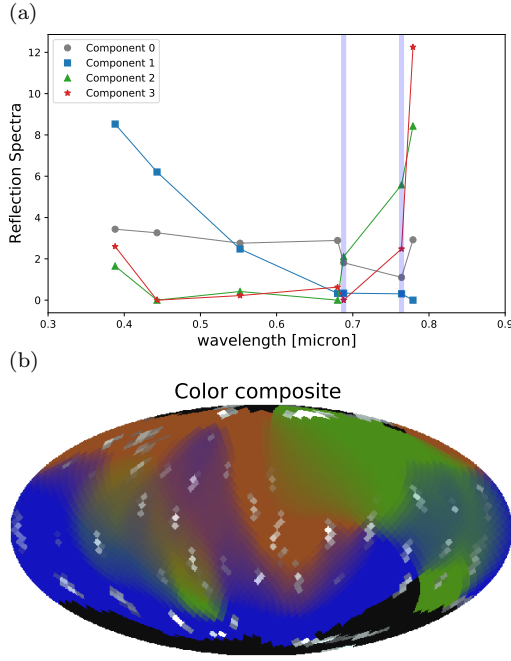 (a)
Component 0
Component 1
Component 2
Component 3
Reflection Spectra
12
10
8
6
4
2
0
0.3 0.4 0.5 0.6 0.7 0.8 0.9
wavelength [micron]
(b)
Color composite